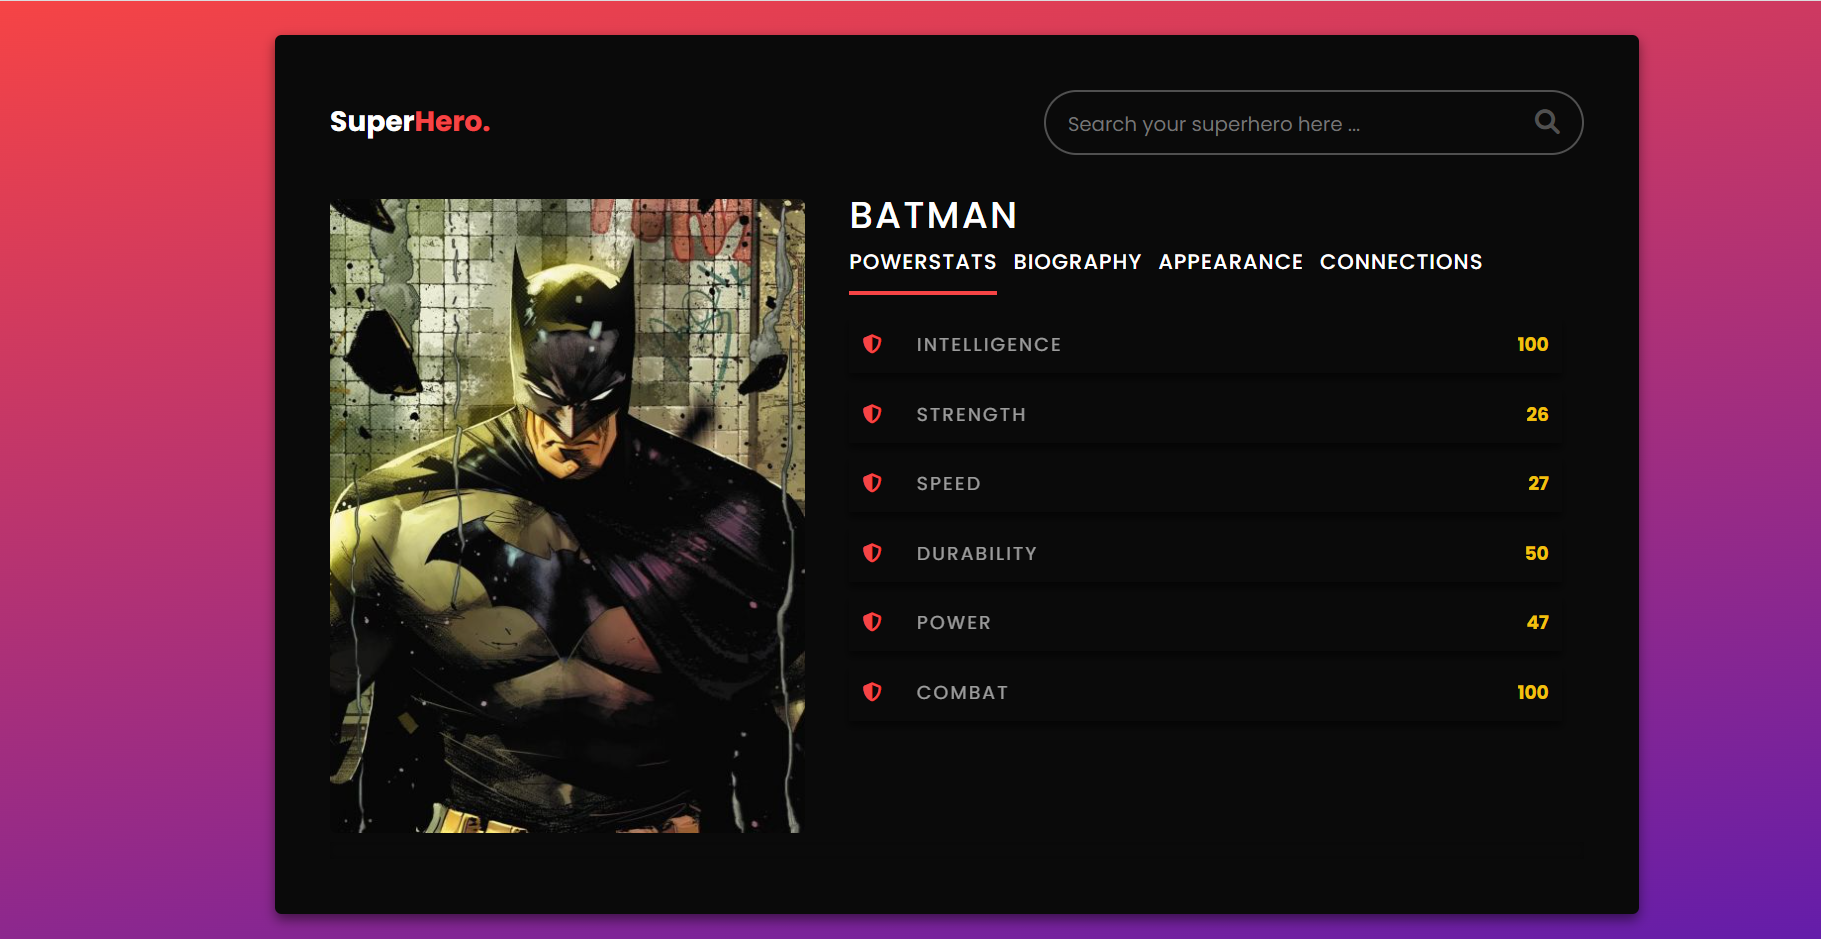 SuperHero.
Search your superhero here ...
BATMAN
POWERSTATS BIOGRAPHY APPEARANCE CONNECTIONS
INTELLIGENCE 100
STRENGTH 26
SPEED 27
DURABILITY 50
POWER 47
COMBAT 100